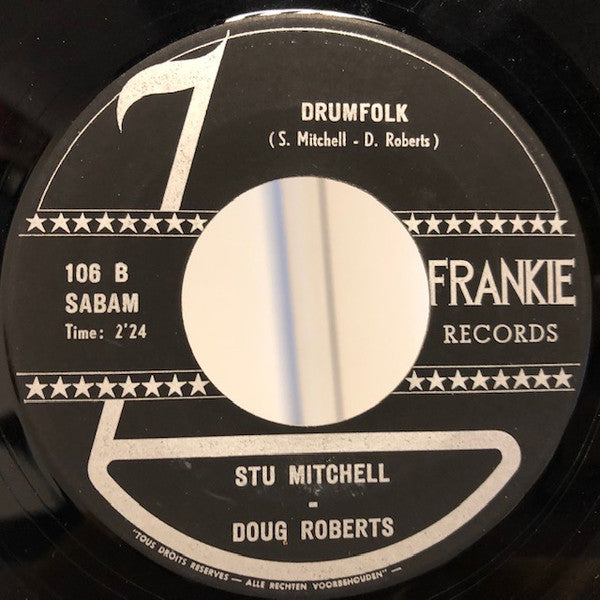 DRUMFOLK
( S. Mitchell - D. Roberts )
106 B
SABAM
Time: 2'24
FRANKIE
RECORDS
STU MITCHELL
-
DOUG ROBERTS
"TOUS DROITS RESERVES — ALLE RECHTEN VOORBEHOUDEN"